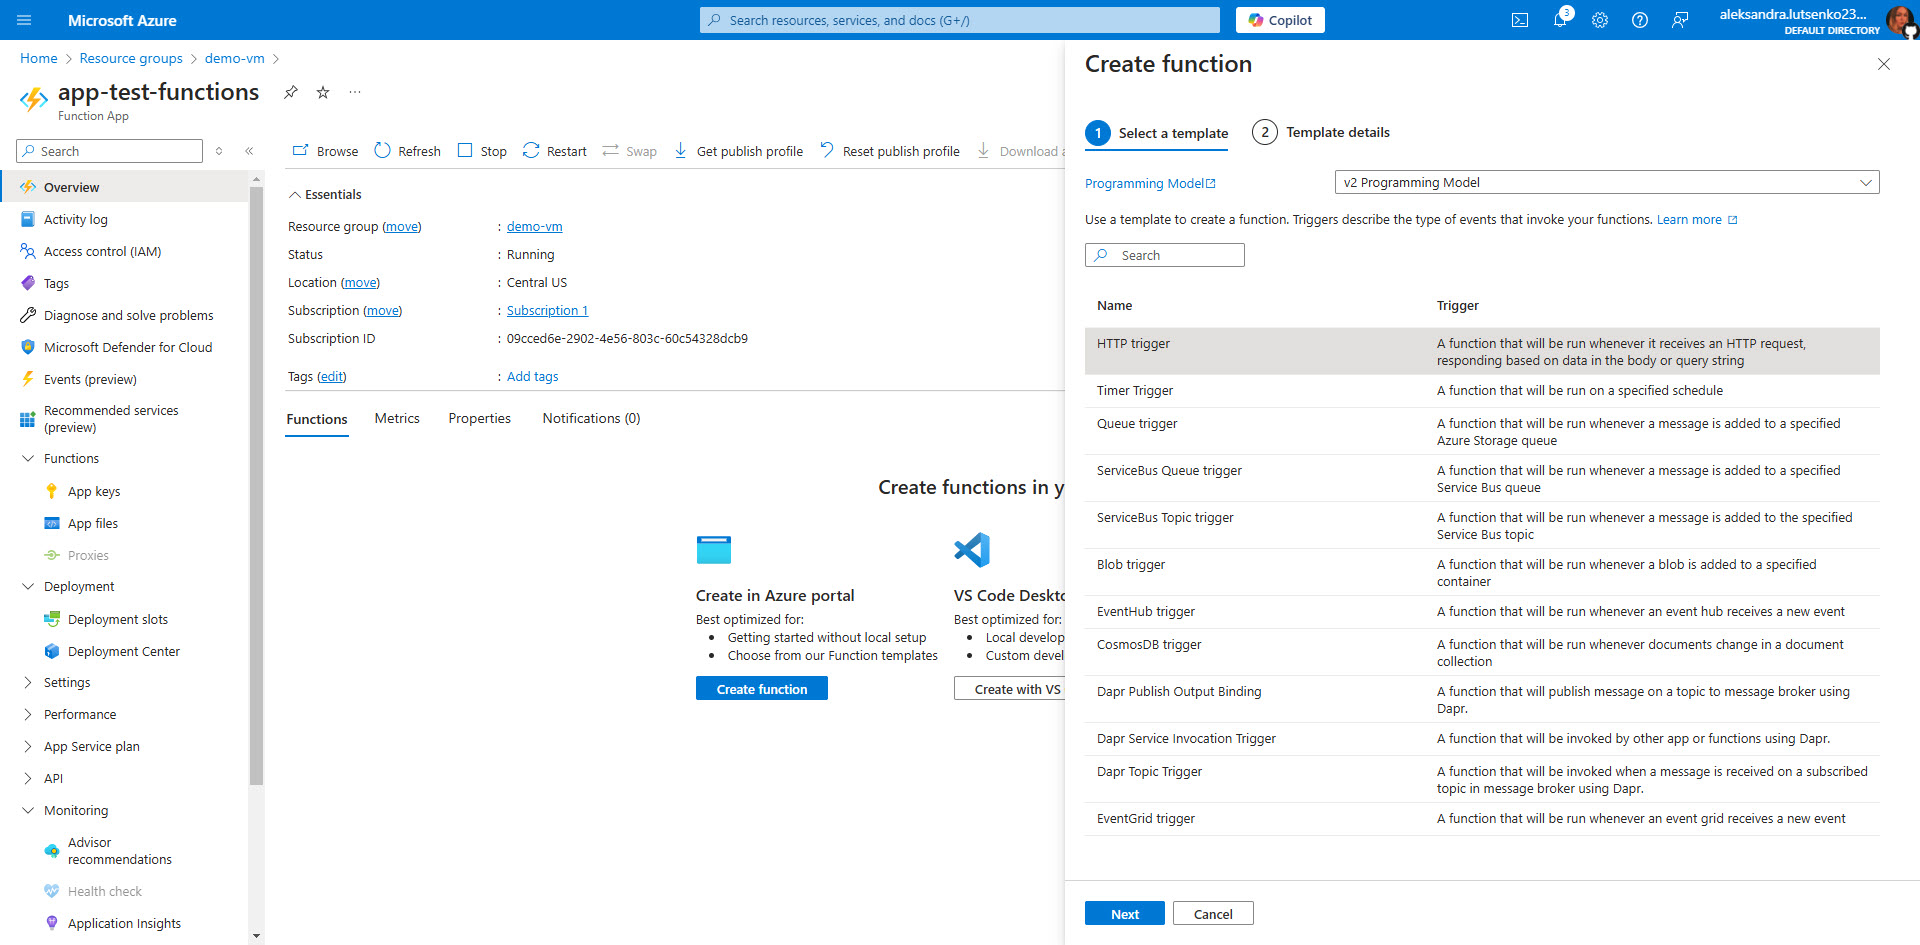 Microsoft Azure
Search resources, services, and docs (G+/)
Copilot
3
aleksandra.lutsenko23...
DEFAULT DIRECTORY
Home > Resource groups > demo-vm >
app-test-functions
Function App
Search
Overview
Activity log
Access control (IAM)
Tags
Diagnose and solve problems
Microsoft Defender for Cloud
Events (preview)
Recommended services
(preview)
Functions
App keys
App files
Proxies
Deployment
Deployment slots
Deployment Center
Settings
Performance
App Service plan
API
Monitoring
Advisor
recommendations
Health check
Application Insights
Browse Refresh Stop Restart Swap Get publish profile Reset publish profile Download a
Essentials
Resource group (move) : demo-vm
Status : Running
Location (move) : Central US
Subscription (move) : Subscription 1
Subscription ID : 09cced6e-2902-4e56-803c-60c54328dcb9
Tags (edit) : Add tags
Functions Metrics Properties Notifications (0)
Create functions in y
Create in Azure portal
Best optimized for:
• Getting started without local setup
• Choose from our Function templates
Create function
VS Code Deskto
Best optimized for:
• Local develop
• Custom devel
Create with VS
Create function
1 Select a template 2 Template details
Programming Model v2 Programming Model
Use a template to create a function. Triggers describe the type of events that invoke your functions. Learn more
Search
Name Trigger
HTTP trigger A function that will be run whenever it receives an HTTP request,
responding based on data in the body or query string
Timer Trigger A function that will be run on a specified schedule
Queue trigger A function that will be run whenever a message is added to a specified
Azure Storage queue
ServiceBus Queue trigger A function that will be run whenever a message is added to a specified
Service Bus queue
ServiceBus Topic trigger A function that will be run whenever a message is added to the specified
Service Bus topic
Blob trigger A function that will be run whenever a blob is added to a specified
container
EventHub trigger A function that will be run whenever an event hub receives a new event
CosmosDB trigger A function that will be run whenever documents change in a document
collection
Dapr Publish Output Binding A function that will publish message on a topic to message broker using
Dapr.
Dapr Service Invocation Trigger A function that will be invoked by other app or functions using Dapr.
Dapr Topic Trigger A function that will be invoked when a message is received on a subscribed
topic in message broker using Dapr.
EventGrid trigger A function that will be run whenever an event grid receives a new event
Next Cancel